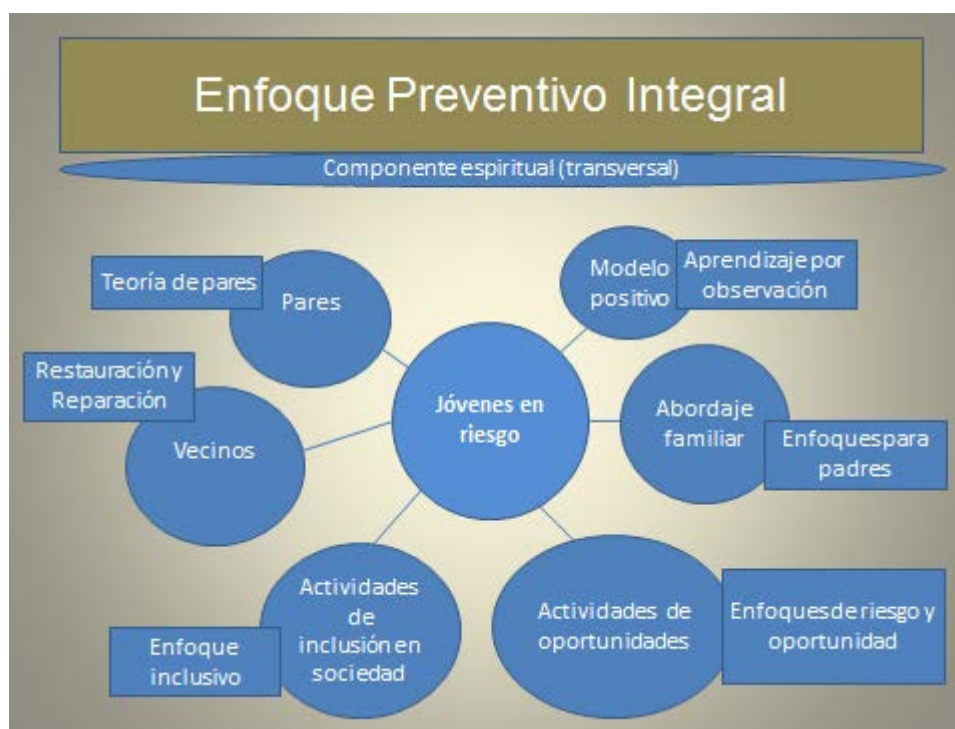 Enfoque Preventivo Integral
Componente espiritual (transversal)
Teoría de pares
Pares
Modelo
positivo
Aprendizaje por
observación
Restauración y
Reparación
Vecinos
Jóvenes en
riesgo
Abordaje
familiar
Enfoques para
padres
Actividades
de
inclusión en
sociedad
Enfoque
inclusivo
Actividades de
oportunidades
Enfoques de riesgo y
oportunidad